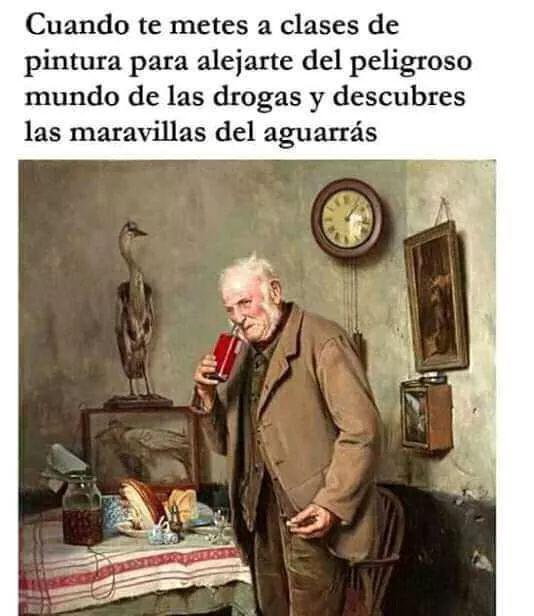 Cuando te metes a clases de
pintura para alejarte del peligroso
mundo de las drogas y descubres
las maravillas del aguarrás